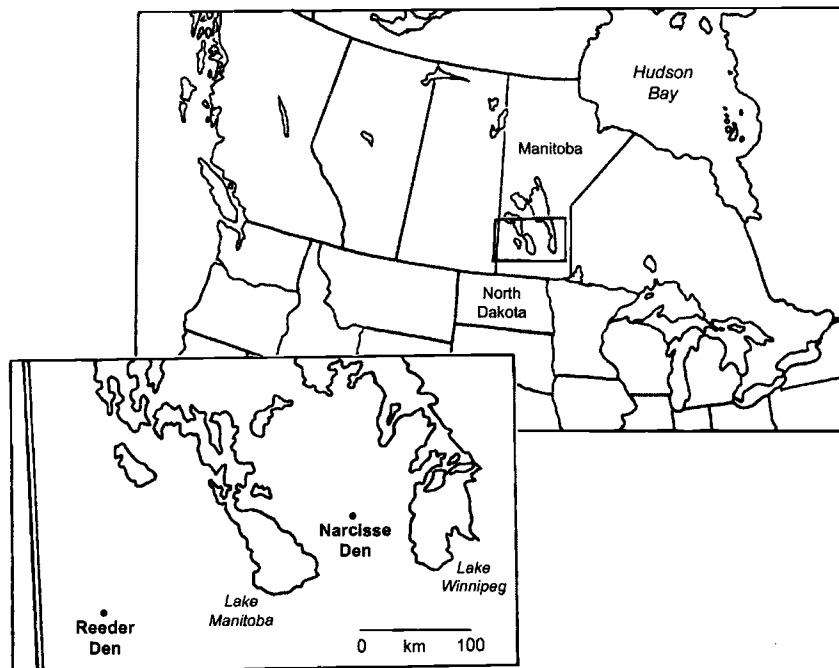 Hudson
Bay
Manitoba
North
Dakota
Narcisse
Den
Lake
Winnipeg
Lake
Manitoba
Reeder
Den
0 km 100